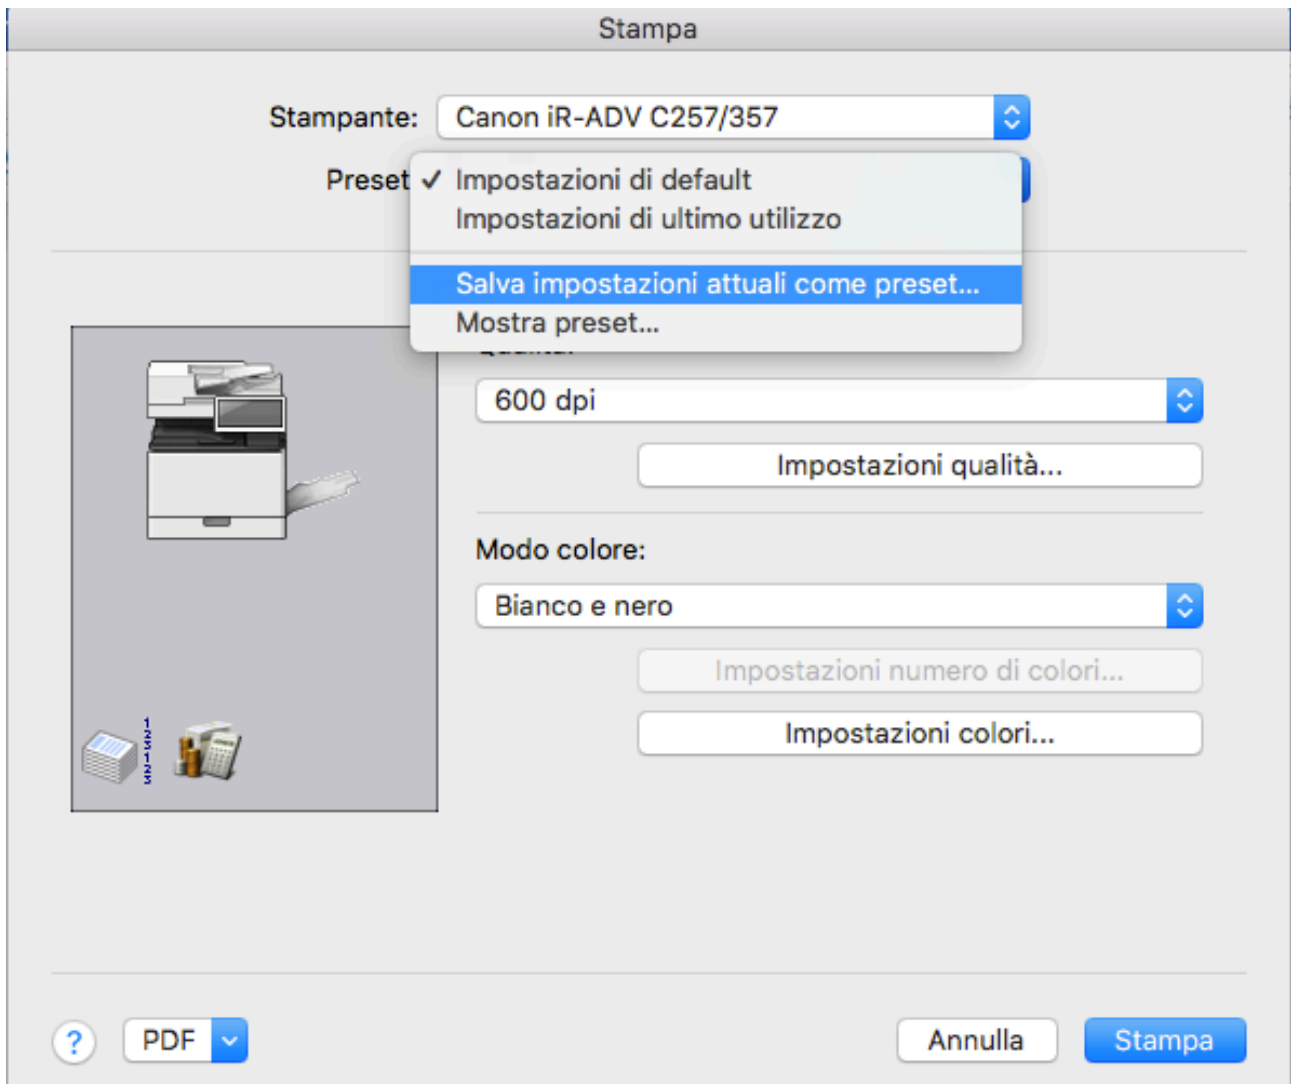 Stampa
Stampante: Canon iR-ADV C257/357
Preset ✓ Impostazioni di default
Impostazioni di ultimo utilizzo
Salva impostazioni attuali come preset...
Mostra preset...
600 dpi
Impostazioni qualità...
Modo colore:
Bianco e nero
Impostazioni numero di colori...
Impostazioni colori...
123123
? PDF Annulla Stampa